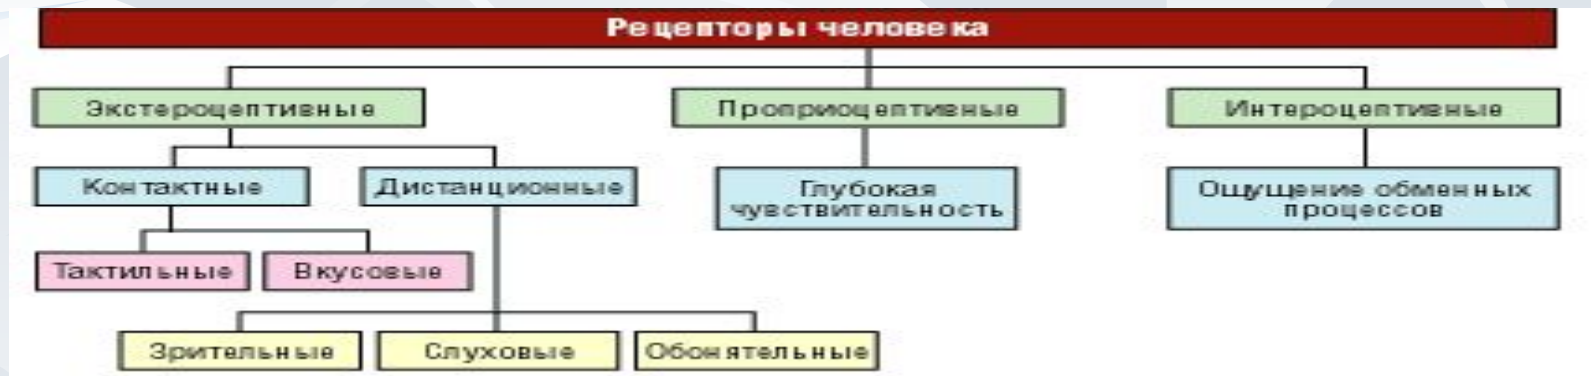 Рецепторы человека
Экстероцептивные
Проприоцептивные
Интероцептивные
Контактные
Дистанционные
Глубокая
чувствительность
Ощущение обменных
процессов
Тактильные
Вкусовые
Зрительные
Слуховые
Обонятельные